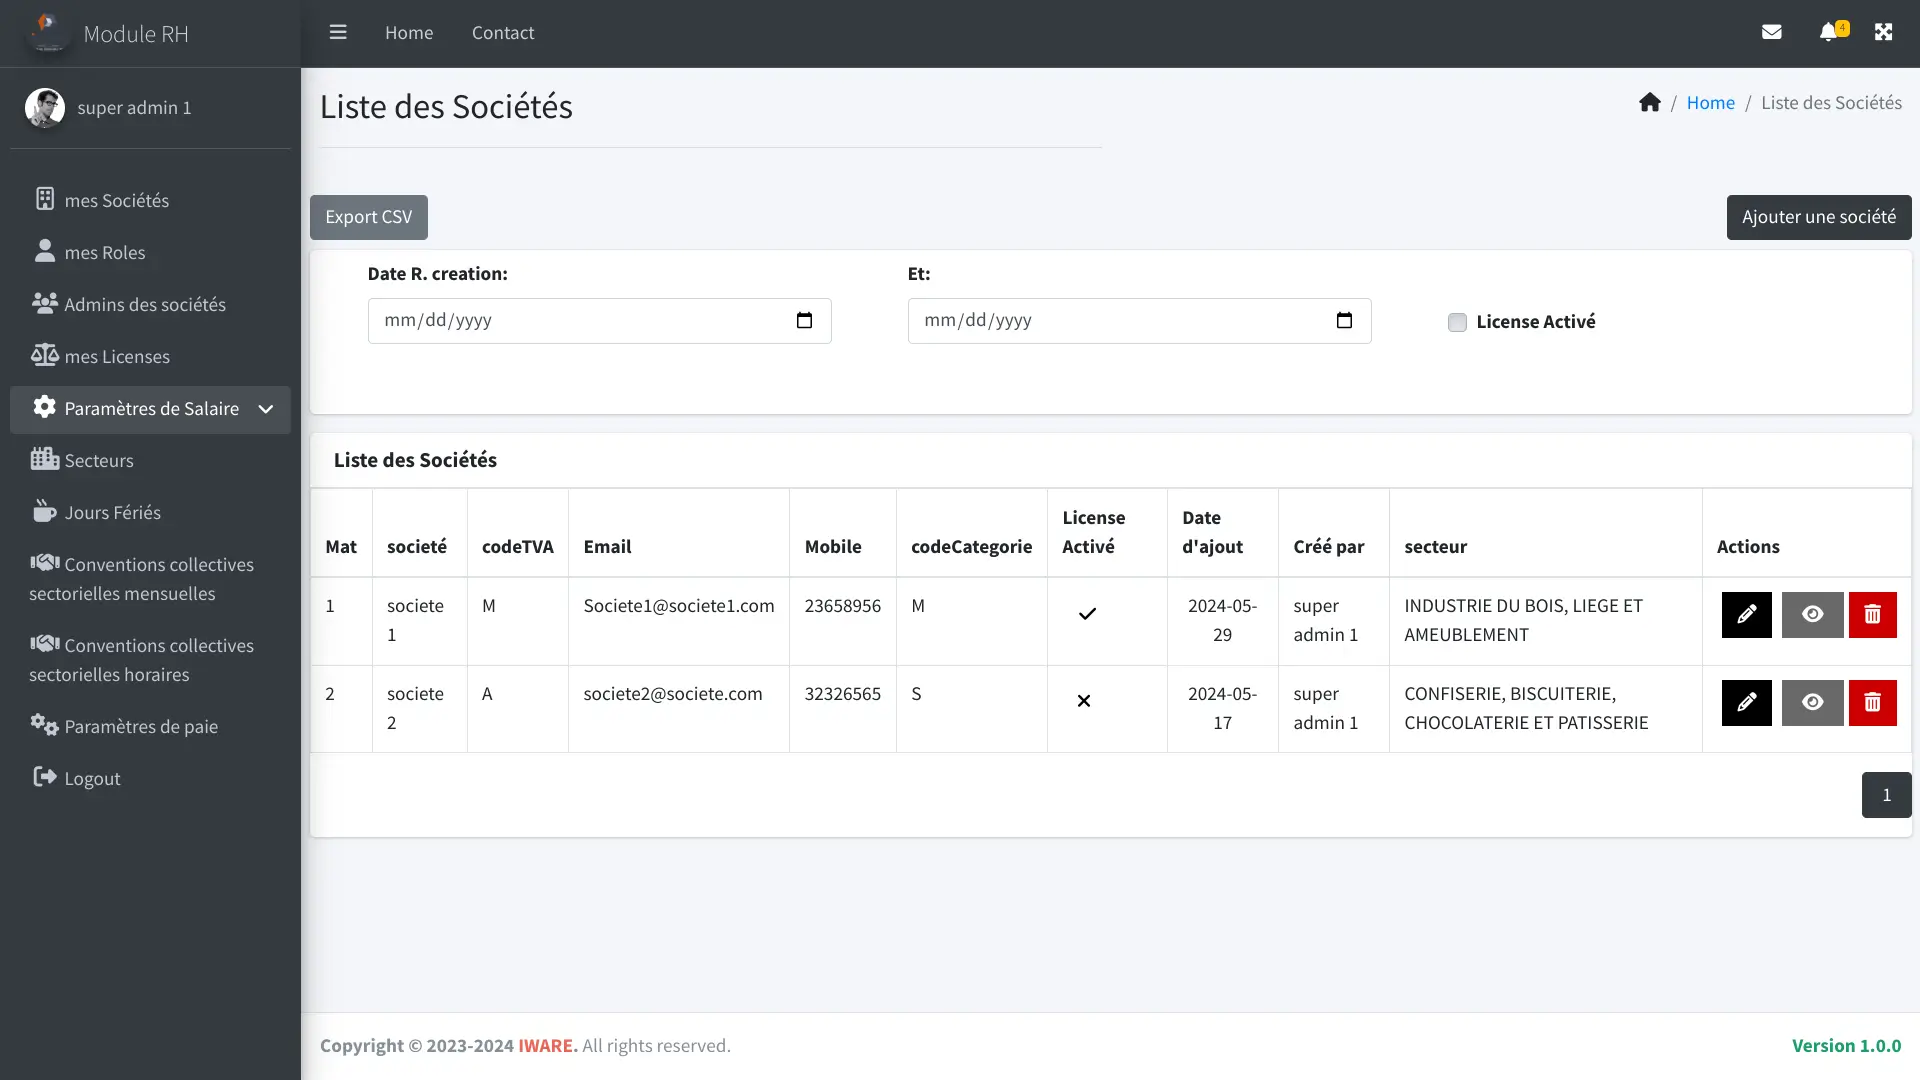 Module RH
Home
Contact
4
super admin 1
mes Sociétés
mes Roles
Admins des sociétés
mes Licenses
Paramètres de Salaire
Secteurs
Jours Fériés
Conventions collectives
sectorielles mensuelles
Conventions collectives
sectorielles horaires
Paramètres de paie
Logout
Liste des Sociétés
/ Home / Liste des Sociétés
Export CSV
Ajouter une société
Date R. creation:
mm/dd/yyyy
Et:
mm/dd/yyyy
License Activé
Liste des Sociétés
Mat
societé
codeTVA
Email
Mobile
codeCategorie
License
Activé
Date
d'ajout
Créé par
secteur
Actions
1
societe
1
M
Societe1@societe1.com
23658956
M
2024-05-
29
super
admin 1
INDUSTRIE DU BOIS, LIEGE ET
AMEUBLEMENT
2
societe
2
A
societe2@societe.com
32326565
S
2024-05-
17
super
admin 1
CONFISERIE, BISCUITERIE,
CHOCOLATERIE ET PATISSERIE
1
Copyright © 2023-2024 IWARE. All rights reserved.
Version 1.0.0